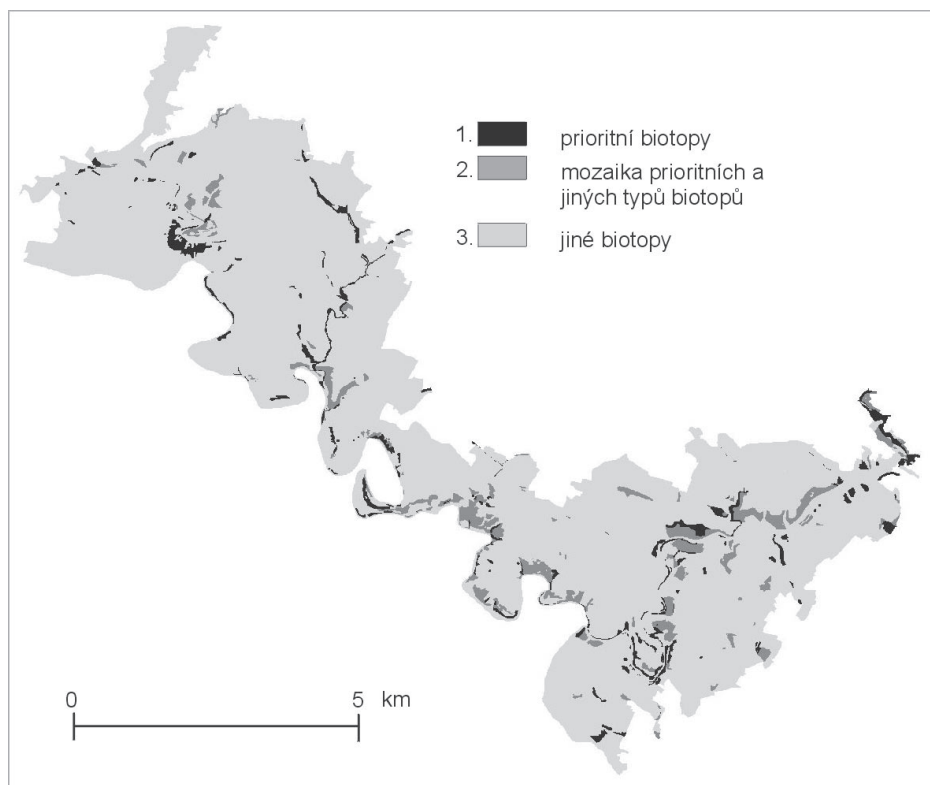 1. prioritní biotopy
2. mozaika prioritních a
jiných typů biotopů
3. jiné biotopy
0 5 km